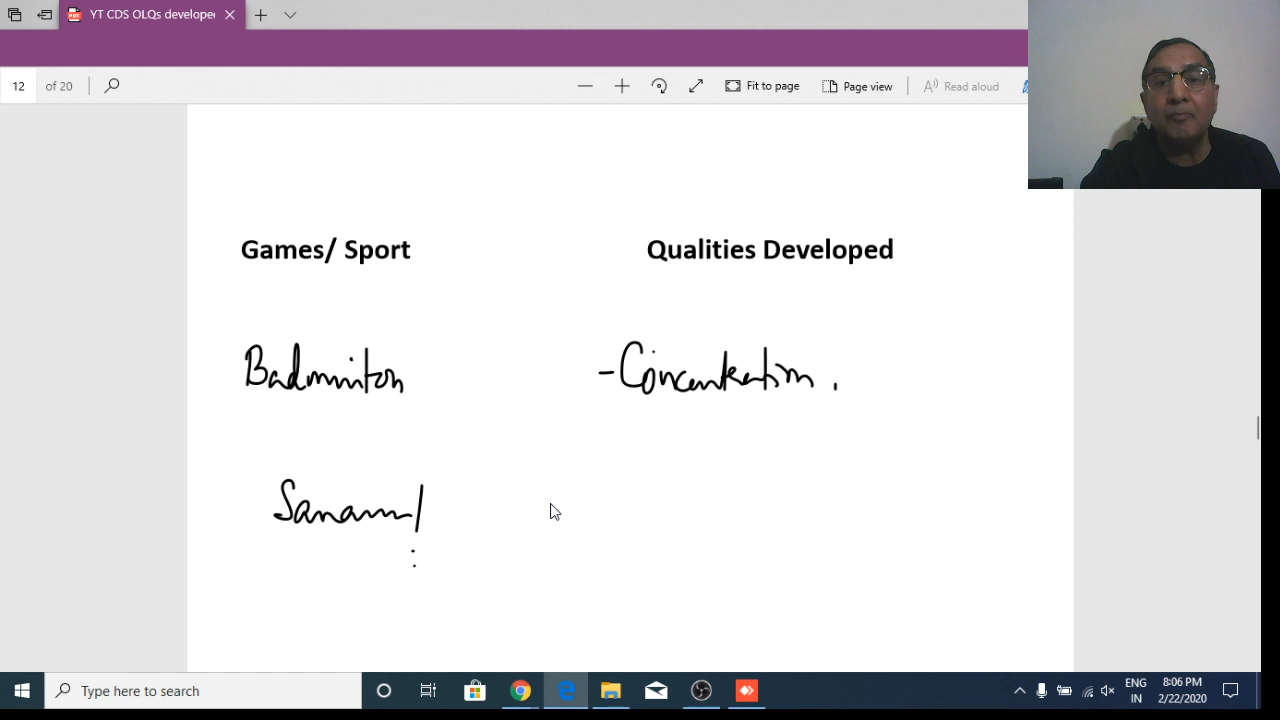 YT CDS OLQs develope
12 of 20
Fit to page
Page view
Read aloud
Games/ Sport Qualities Developed
Badminton - Concentration.
Type here to search
ENG
IN
8:06 PM
2/22/2020